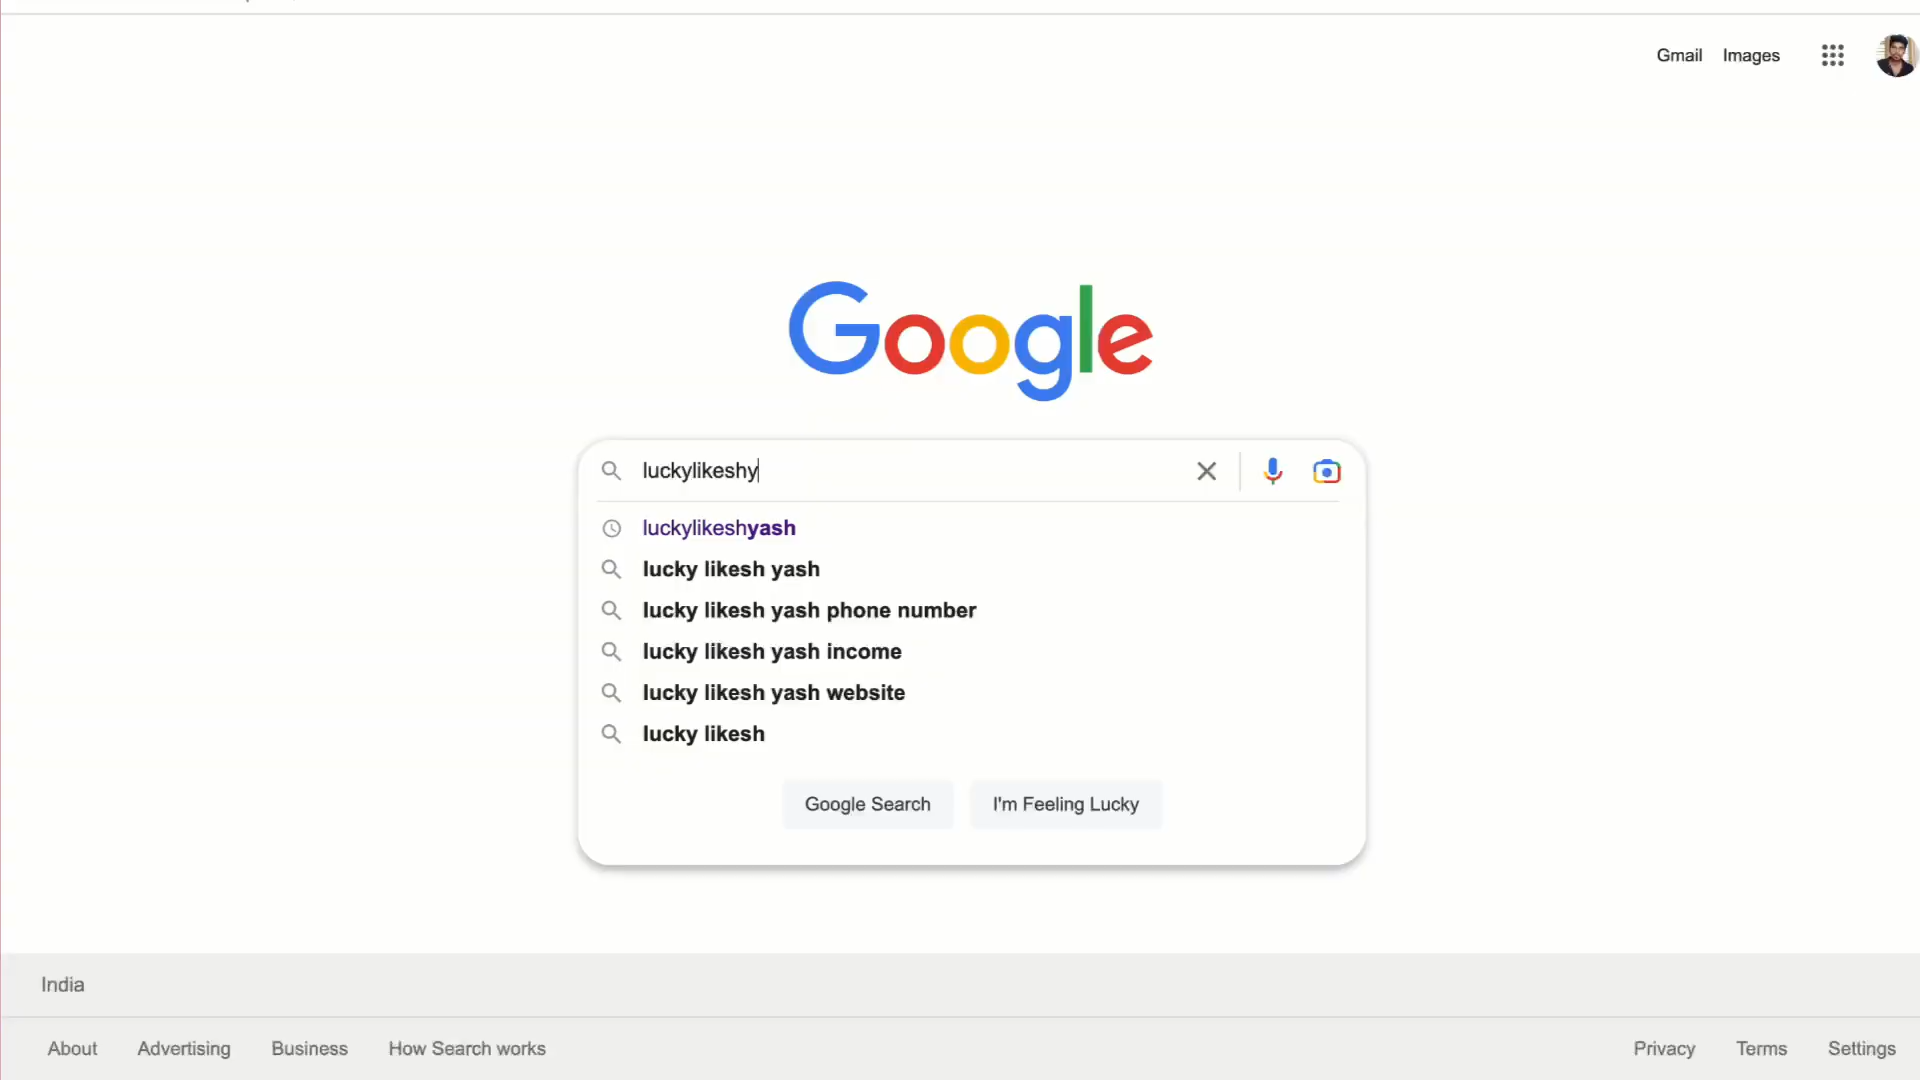 Gmail Images
Google
luckylikeshy
luckylikeshyash
lucky likesh yash
lucky likesh yash phone number
lucky likesh yash income
lucky likesh yash website
lucky likesh
Google Search I'm Feeling Lucky
India
About Advertising Business How Search works Privacy Terms Settings